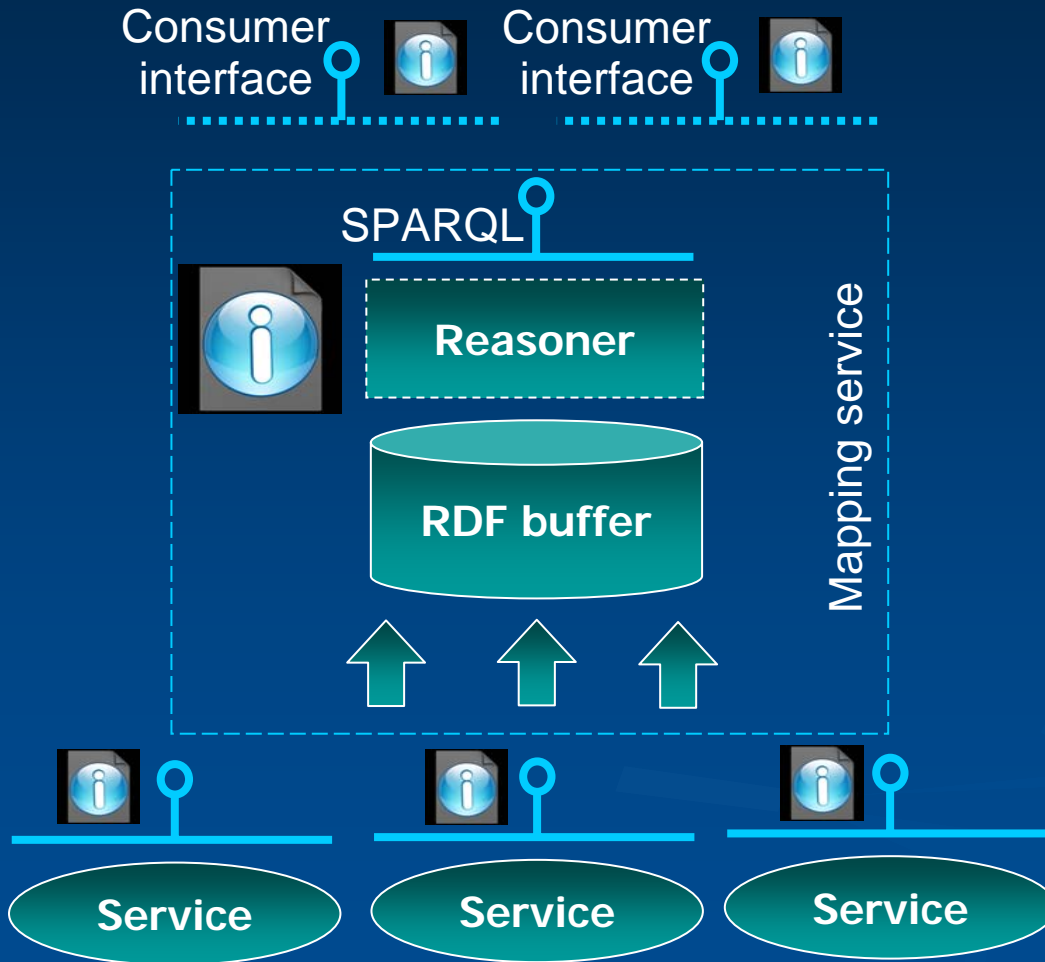 Consumer
interface
Consumer
interface
SPARQL
Reasoner
Mapping service
RDF buffer
Service
Service
Service